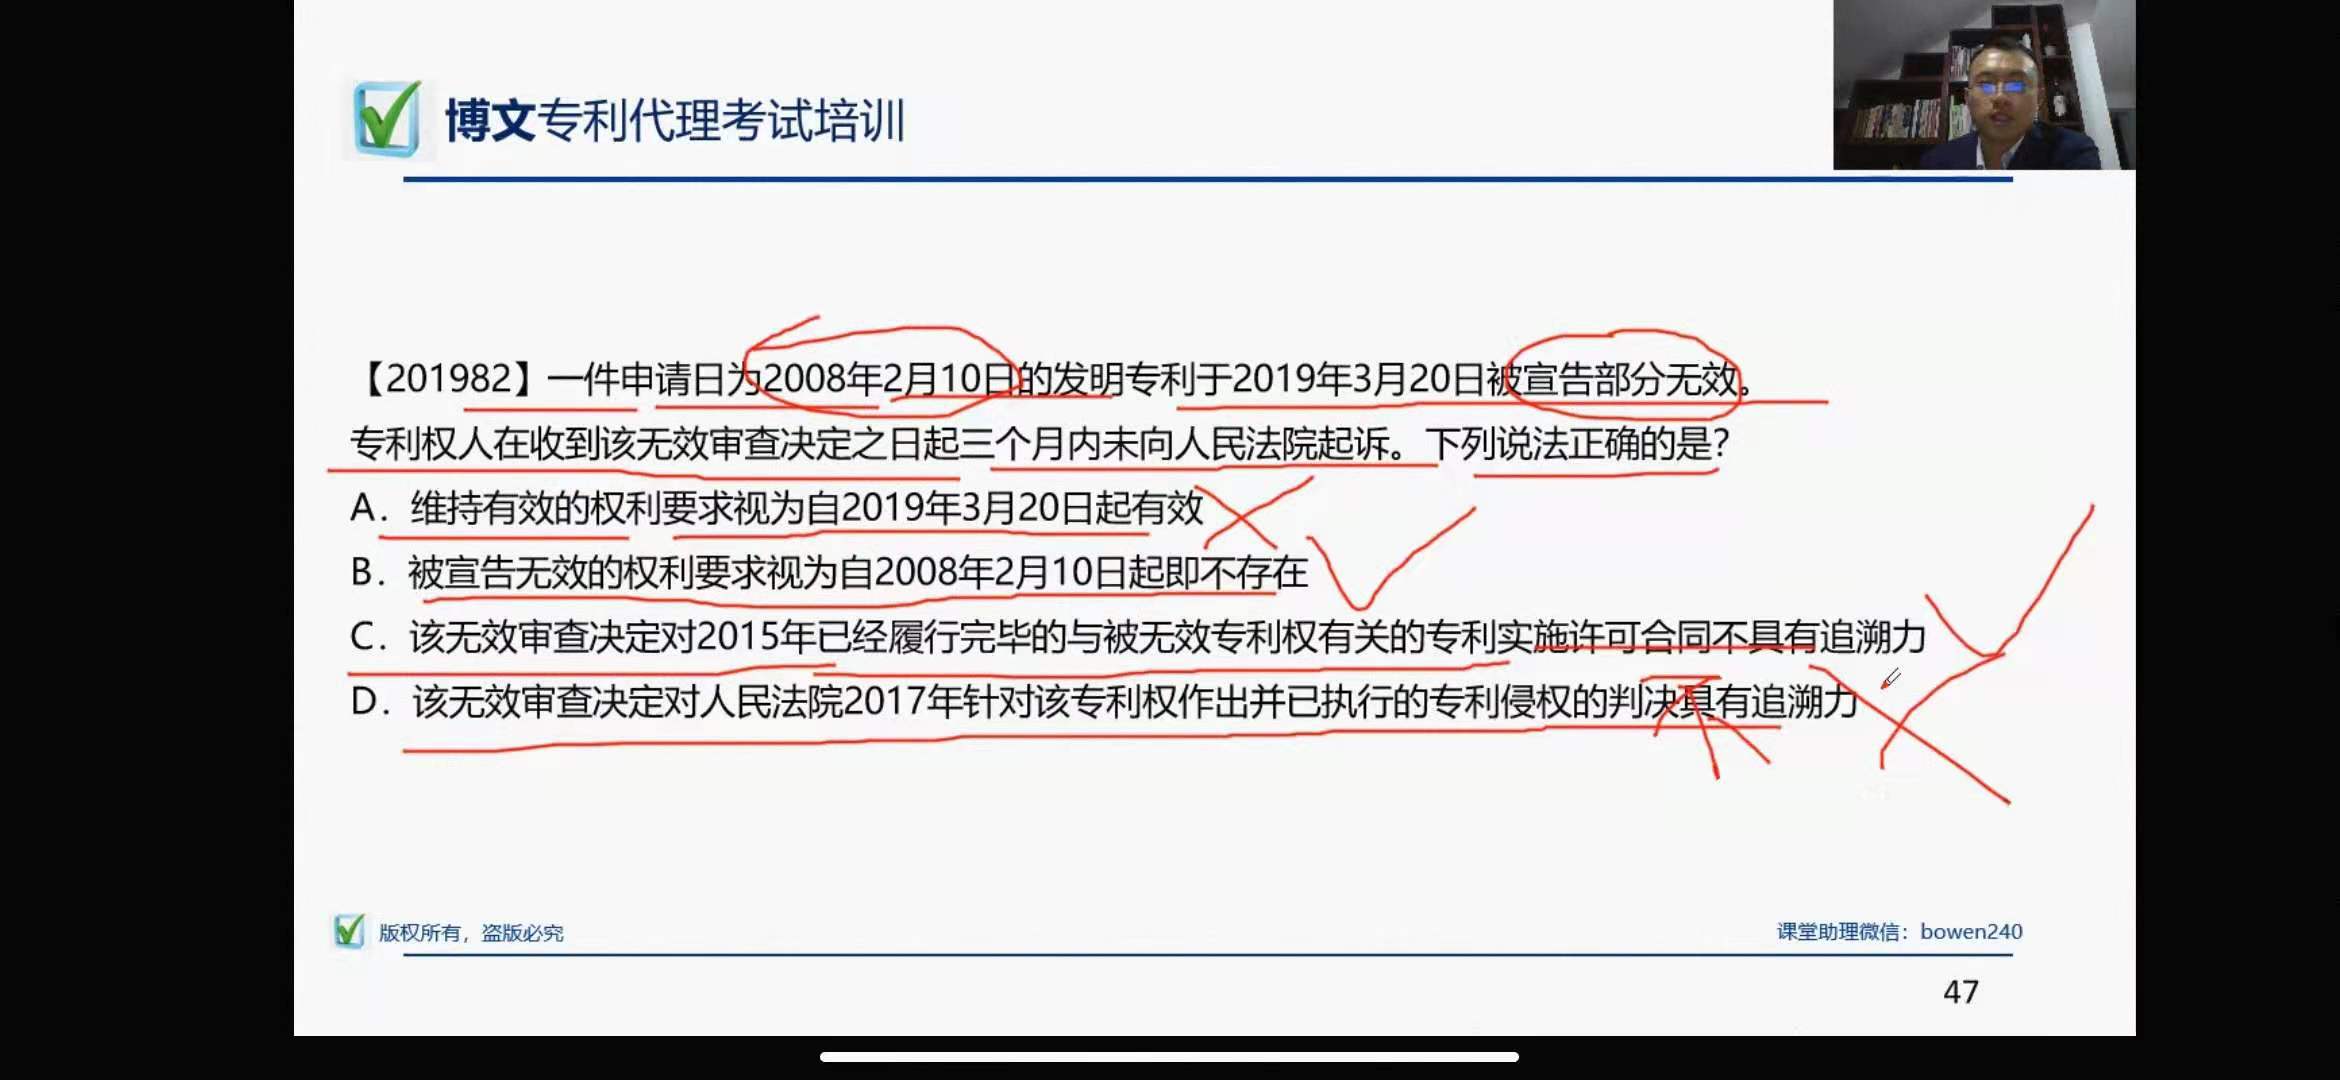 博文专利代理考试培训
【201982】一件申请日为2008年2月10日的发明专利于2019年3月20日被宣告部分无效。
专利权人在收到该无效审查决定之日起三个月内未向人民法院起诉。下列说法正确的是?
A. 维持有效的权利要求视为自2019年3月20日起有效
B. 被宣告无效的权利要求视为自2008年2月10日起即不存在
C. 该无效审查决定对2015年已经履行完毕的与被无效专利权有关的专利实施许可合同不具有追溯力
D. 该无效审查决定对人民法院2017年针对该专利权作出并已执行的专利侵权的判决具有追溯力
版权所有，盗版必究
课堂助理微信：bowen240
47